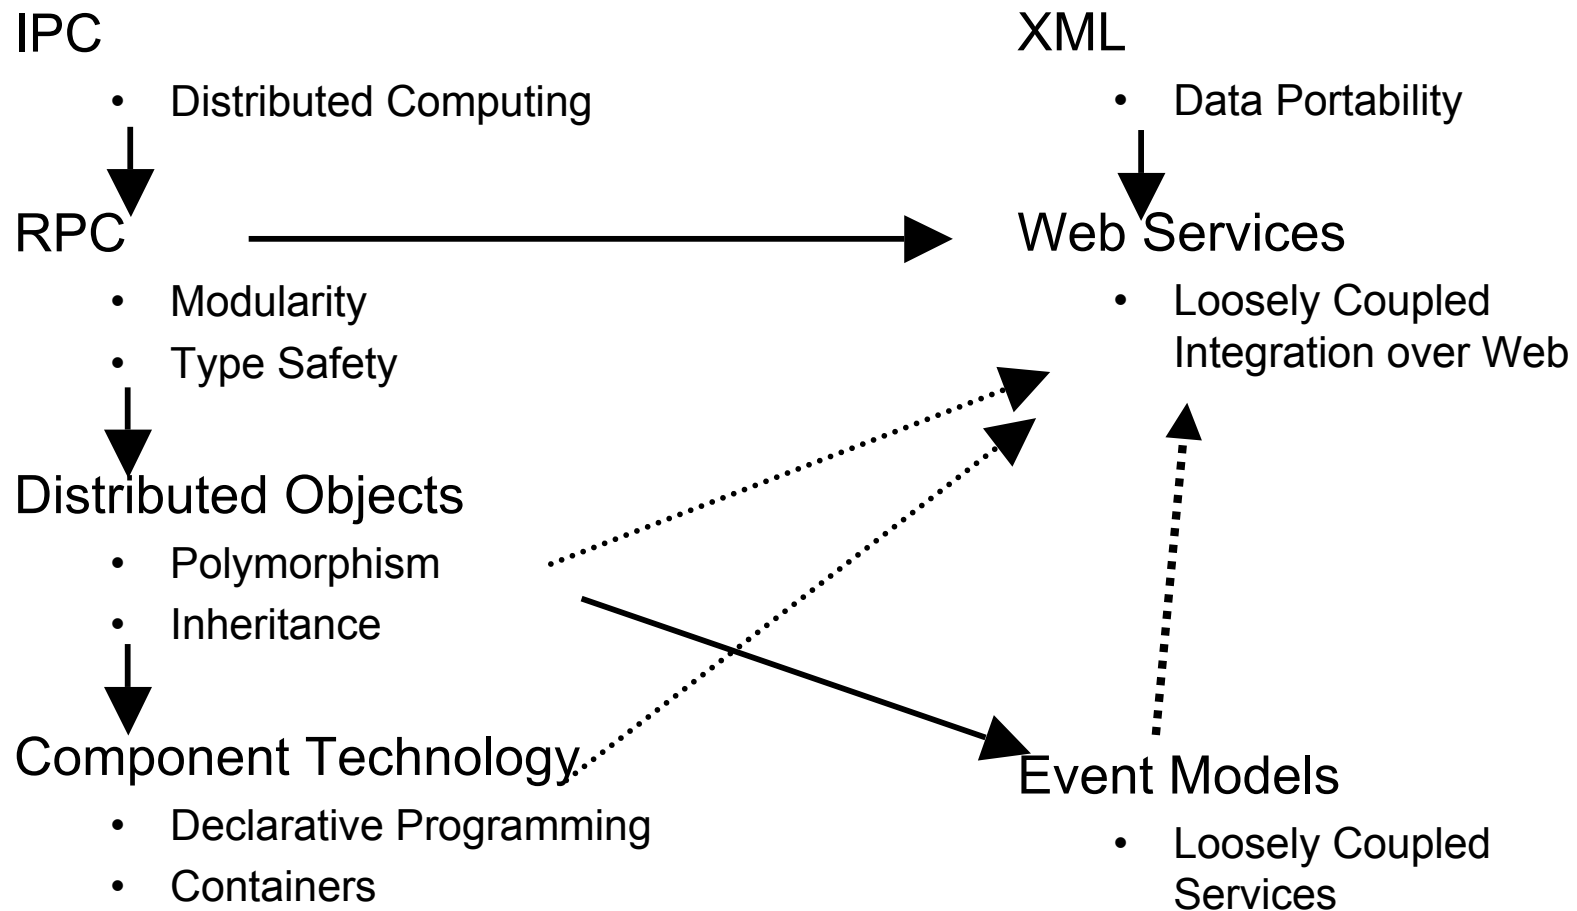 IPC
• Distributed Computing
RPC
• Modularity
• Type Safety
Distributed Objects
• Polymorphism
• Inheritance
Component Technology
• Declarative Programming
• Containers
XML
• Data Portability
Web Services
• Loosely Coupled
Integration over Web
Event Models
• Loosely Coupled
Services